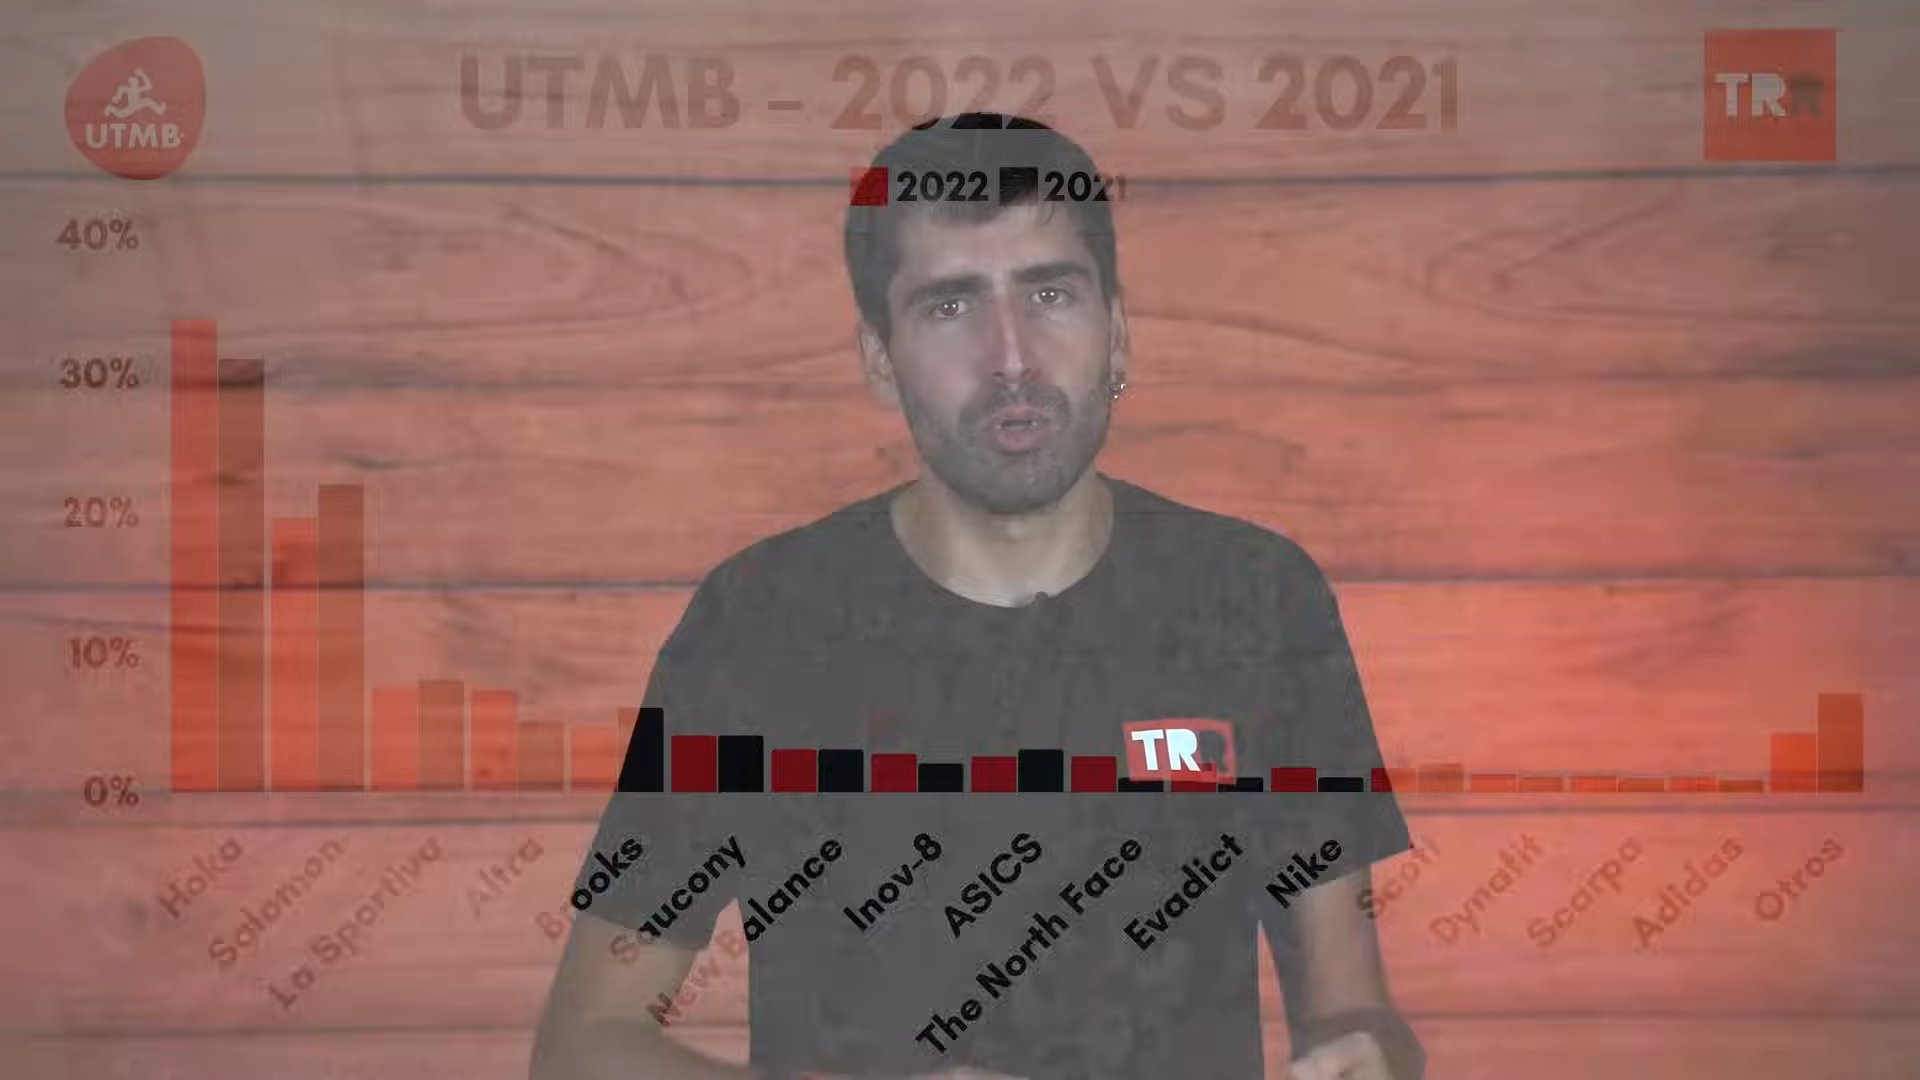 UTMB
UTMB - 2022 VS 2021
TRR
2022 2021
40%
30%
20%
10%
0%
TRR
Hoka
Salomon
La Sportiva
Altra
Brooks
Saucony
New Balance
Inov-8
ASICS
The North Face
Evadict
Nike
Scott
Dynafit
Scarpa
Adidas
Otros